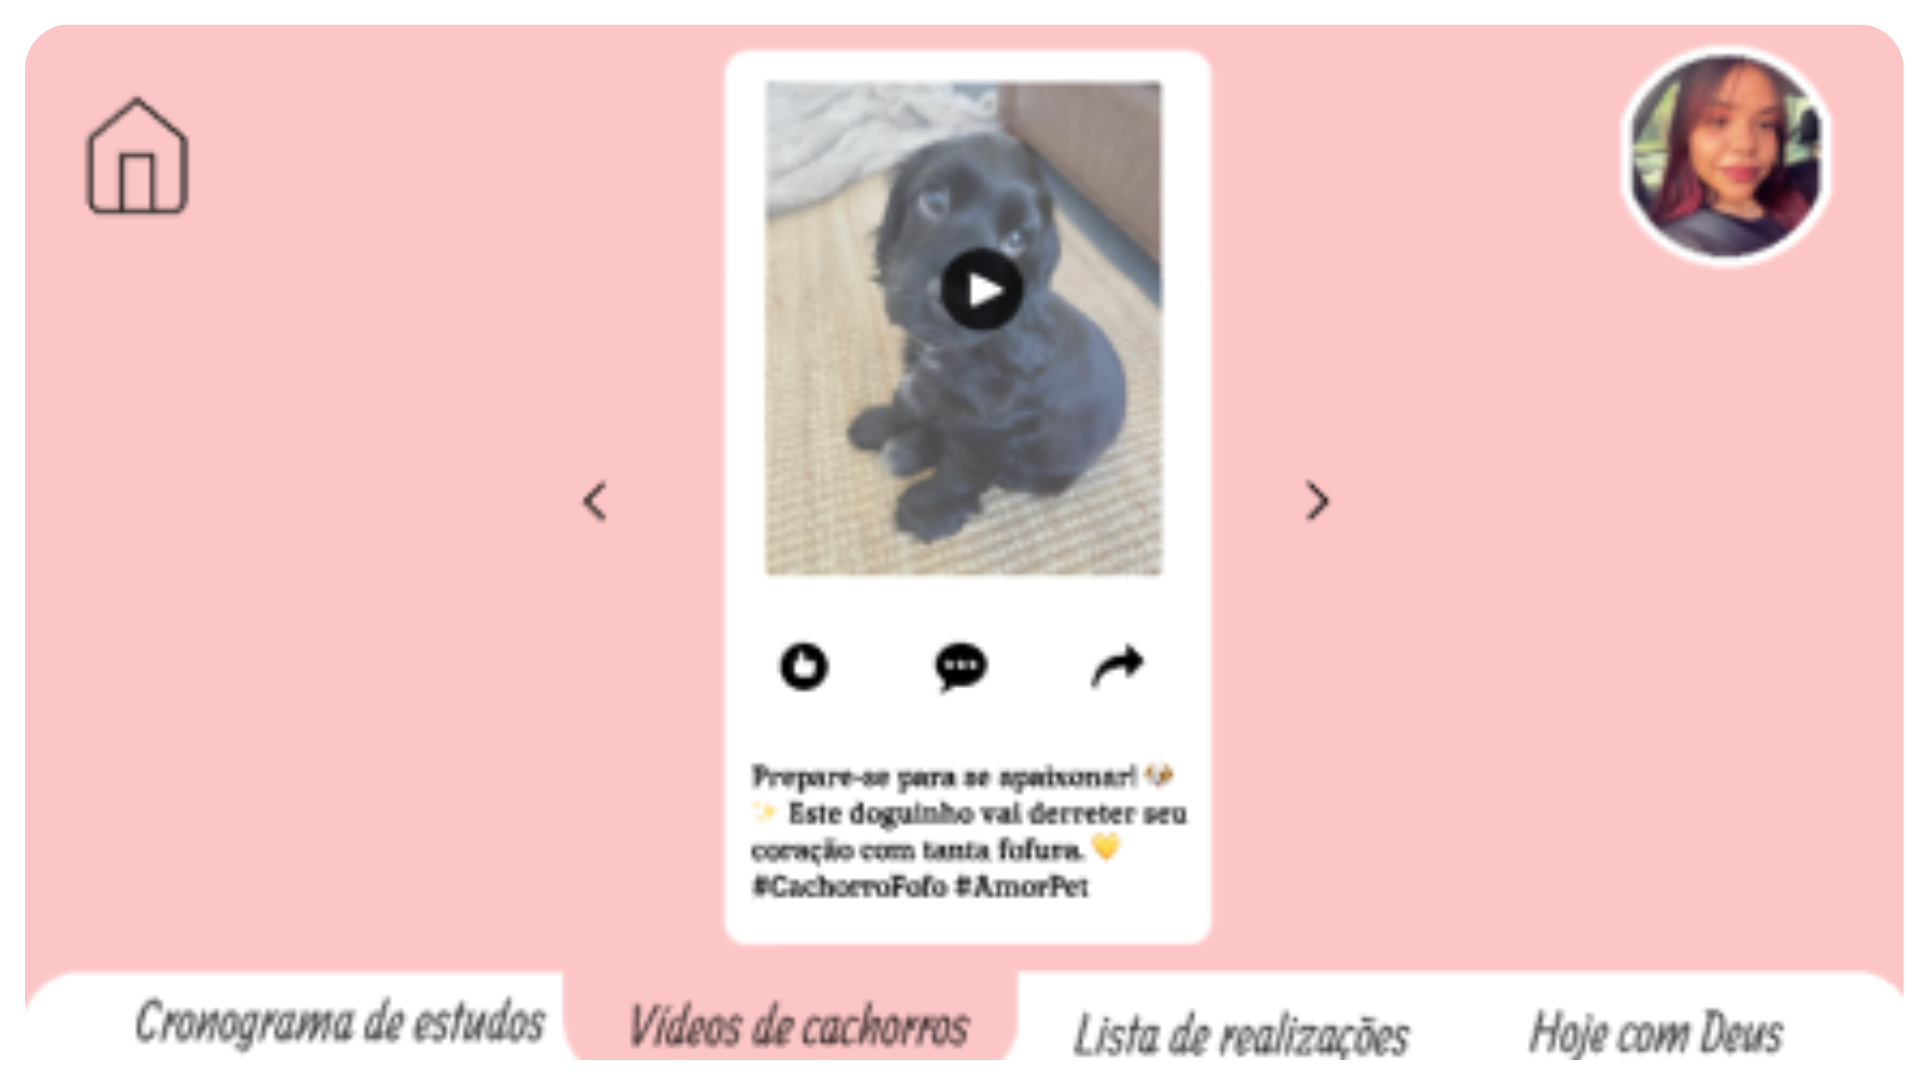 Prepare-se para se apaixonar! 🐶
✨ Este doguinho vai derreter seu
coração com tanta fofura. 💛
#CachorroFofo #AmorPet
Cronograma de estudos
Vídeos de cachorros
Lista de realizações
Hoje com Deus